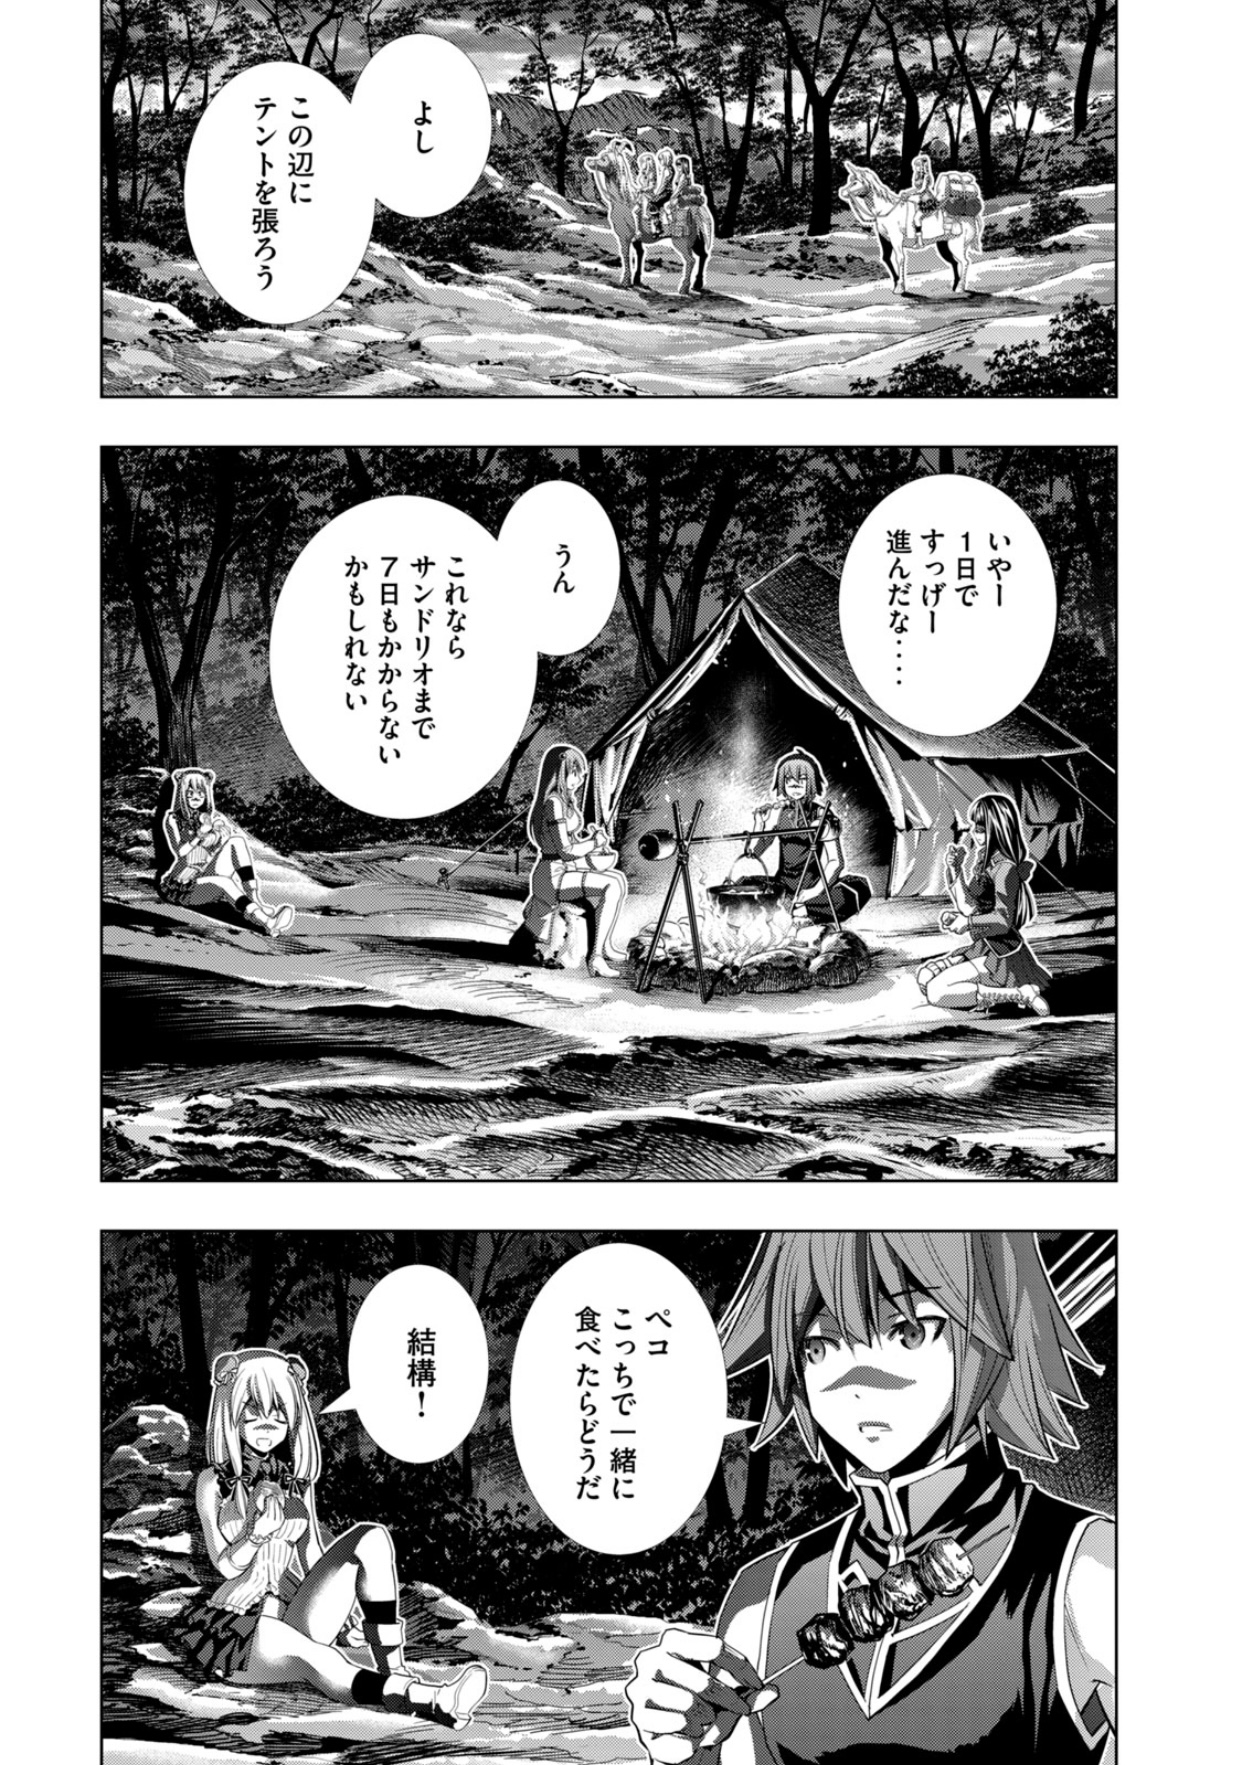 よし
この辺に
テントを張ろう
いやー
1日で
すっげー
進んだな‥‥
うん
これなら
サンドリオまで
7日もかからない
かもしれない
ペコ
こっちで一緒に
食べたらどうだ
結構！